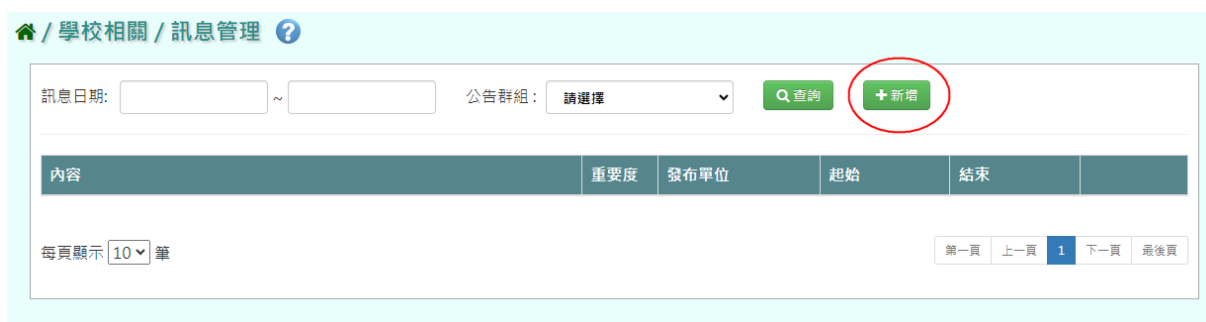 / 學校相關 / 訊息管理 ?
訊息日期: ~ 公告群組： 請選擇 查詢 新增
內容 重要度 發布單位 起始 結束
每頁顯示 10 筆 第一頁 上一頁 1 下一頁 最後頁